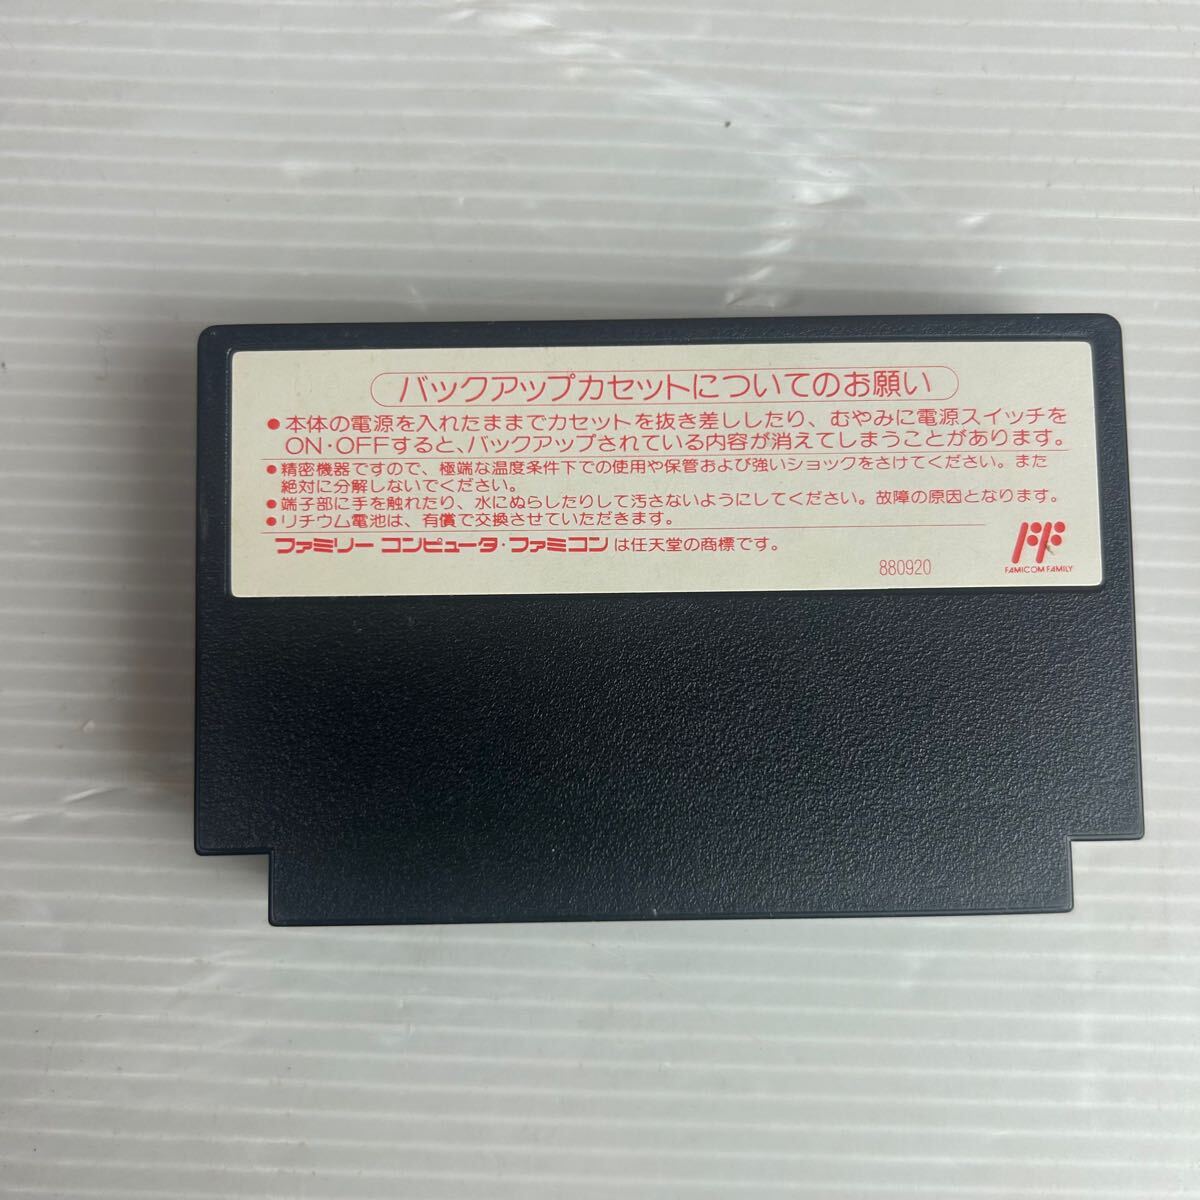 バックアップカセットについてのお願い
●本体の電源を入れたままでカセットを抜き差ししたり、むやみに電源スイッチを
ON・OFFすると、バックアップされている内容が消えてしまうことがあります。
●精密機器ですので、極端な温度条件下での使用や保管および強いショックをさけてください。また
絶対に分解しないでください。
●端子部に手を触れたり、水にぬらしたりして汚さないようにしてください。故障の原因となります。
●リチウム電池は、有償で交換させていただきます。
ファミリー コンピュータ・ファミコンは任天堂の商標です。
880920
FAMICOM FAMILY